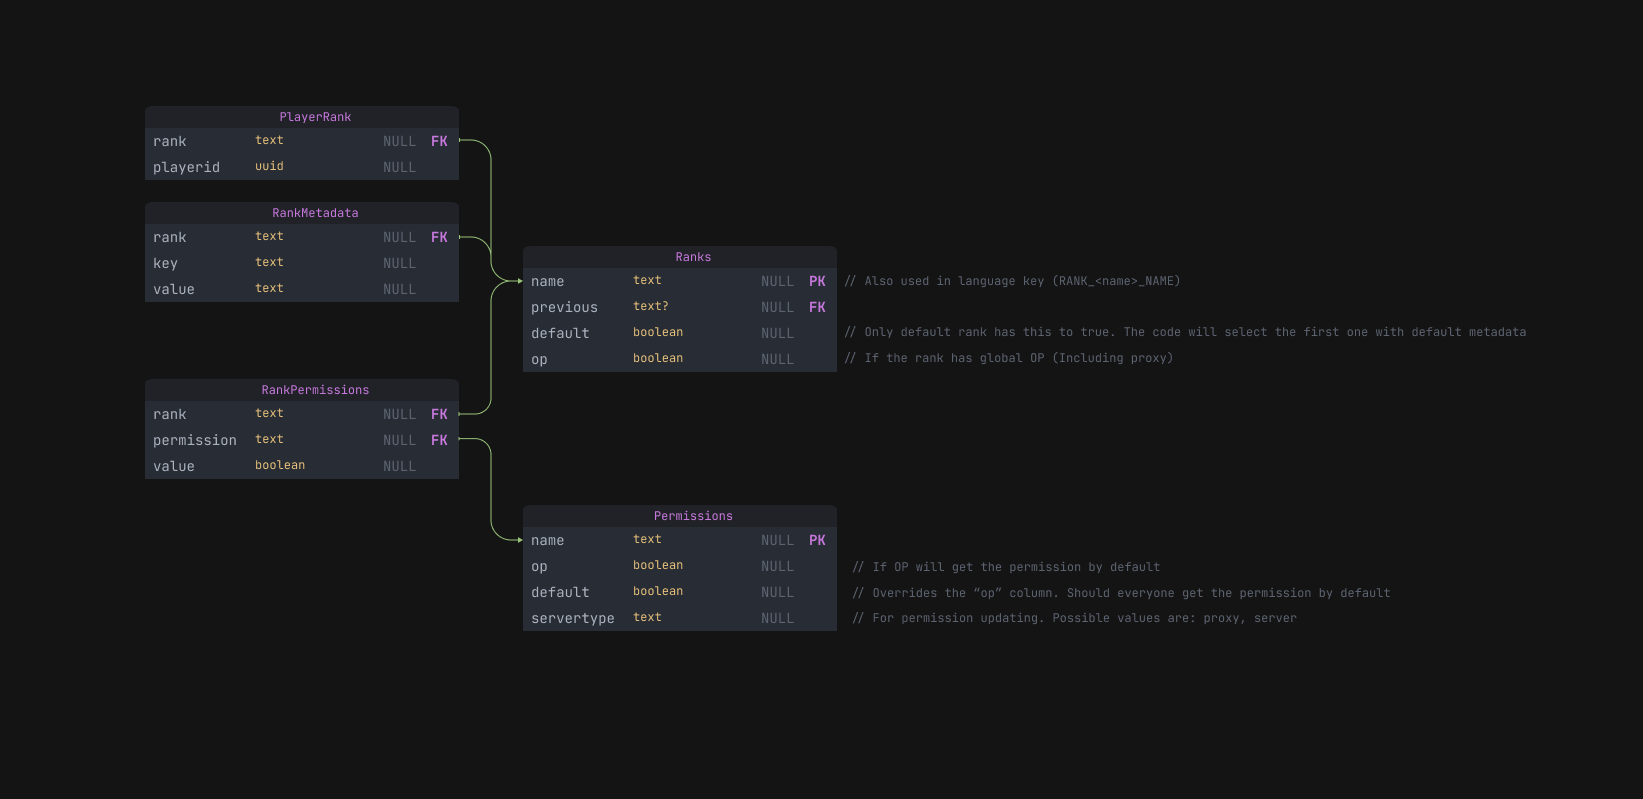 PlayerRank
rank text NULL FK
playerid uuid NULL
RankMetadata
rank text NULL FK
key text NULL
value text NULL
RankPermissions
rank text NULL FK
permission text NULL FK
value boolean NULL
Ranks
name text NULL PK // Also used in language key (RANK_<name>_NAME)
previous text? NULL FK
default boolean NULL // Only default rank has this to true. The code will select the first one with default metadata
op boolean NULL // If the rank has global OP (Including proxy)
Permissions
name text NULL PK
op boolean NULL // If OP will get the permission by default
default boolean NULL // Overrides the “op” column. Should everyone get the permission by default
servertype text NULL // For permission updating. Possible values are: proxy, server